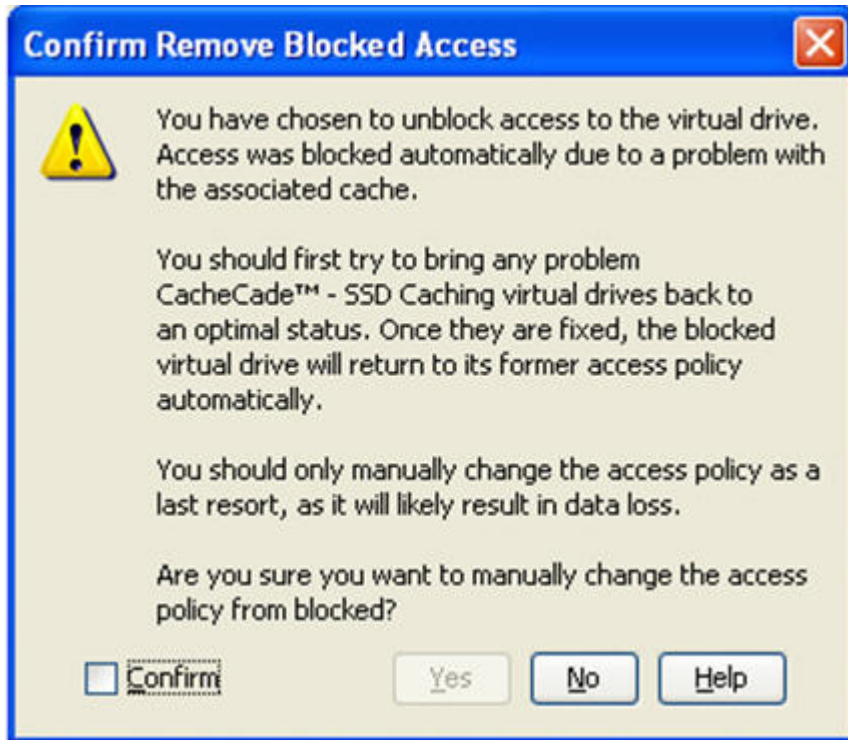 Confirm Remove Blocked Access
You have chosen to unblock access to the virtual drive.
Access was blocked automatically due to a problem with
the associated cache.
You should first try to bring any problem
CacheCade™ - SSD Caching virtual drives back to
an optimal status. Once they are fixed, the blocked
virtual drive will return to its former access policy
automatically.
You should only manually change the access policy as a
last resort, as it will likely result in data loss.
Are you sure you want to manually change the access
policy from blocked?
Confirm Yes No Help